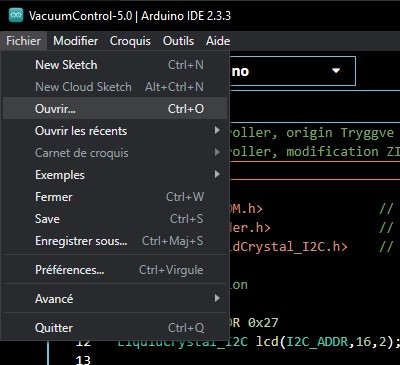 VacuumControl-5.0 | Arduino IDE 2.3.3
Fichier Modifier Croquis Outils Aide
New Sketch Ctrl+N
no
New Cloud Sketch Alt+Ctrl+N
Ouvrir... Ctrl+O
roller, origin Tryggve
Ouvrir les récents
roller, modification ZI
Carnet de croquis
Exemples
Fermer Ctrl+W
OM.h> //
Save Ctrl+S
der.h> //
Enregistrer sous... Ctrl+Maj+S
uidCrystal_I2C.h> //
Préférences... Ctrl+Virgule
ion
Avancé
DR 0x27
Quitter Ctrl+Q
12 LiquidCrystal_I2C lcd(I2C_ADDR,16,2);
13